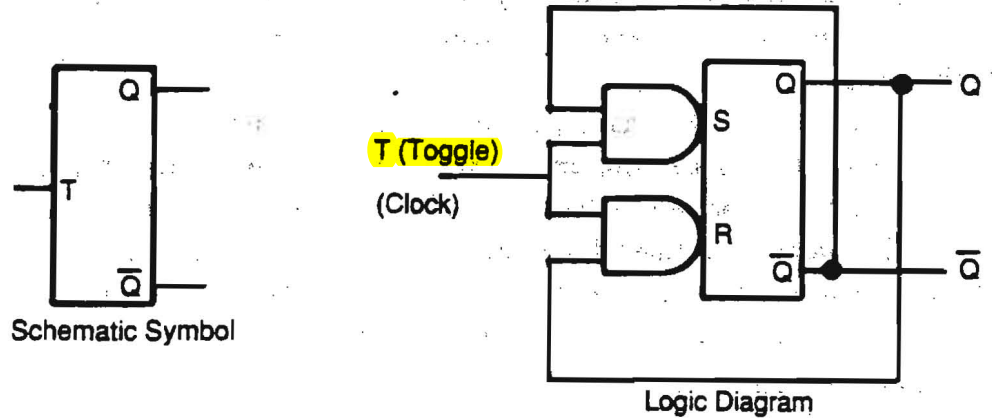 Q
T
Q̅
Schematic Symbol
T (Toggle)
(Clock)
S
R
Q
Q̅
Q
Q̅
Logic Diagram